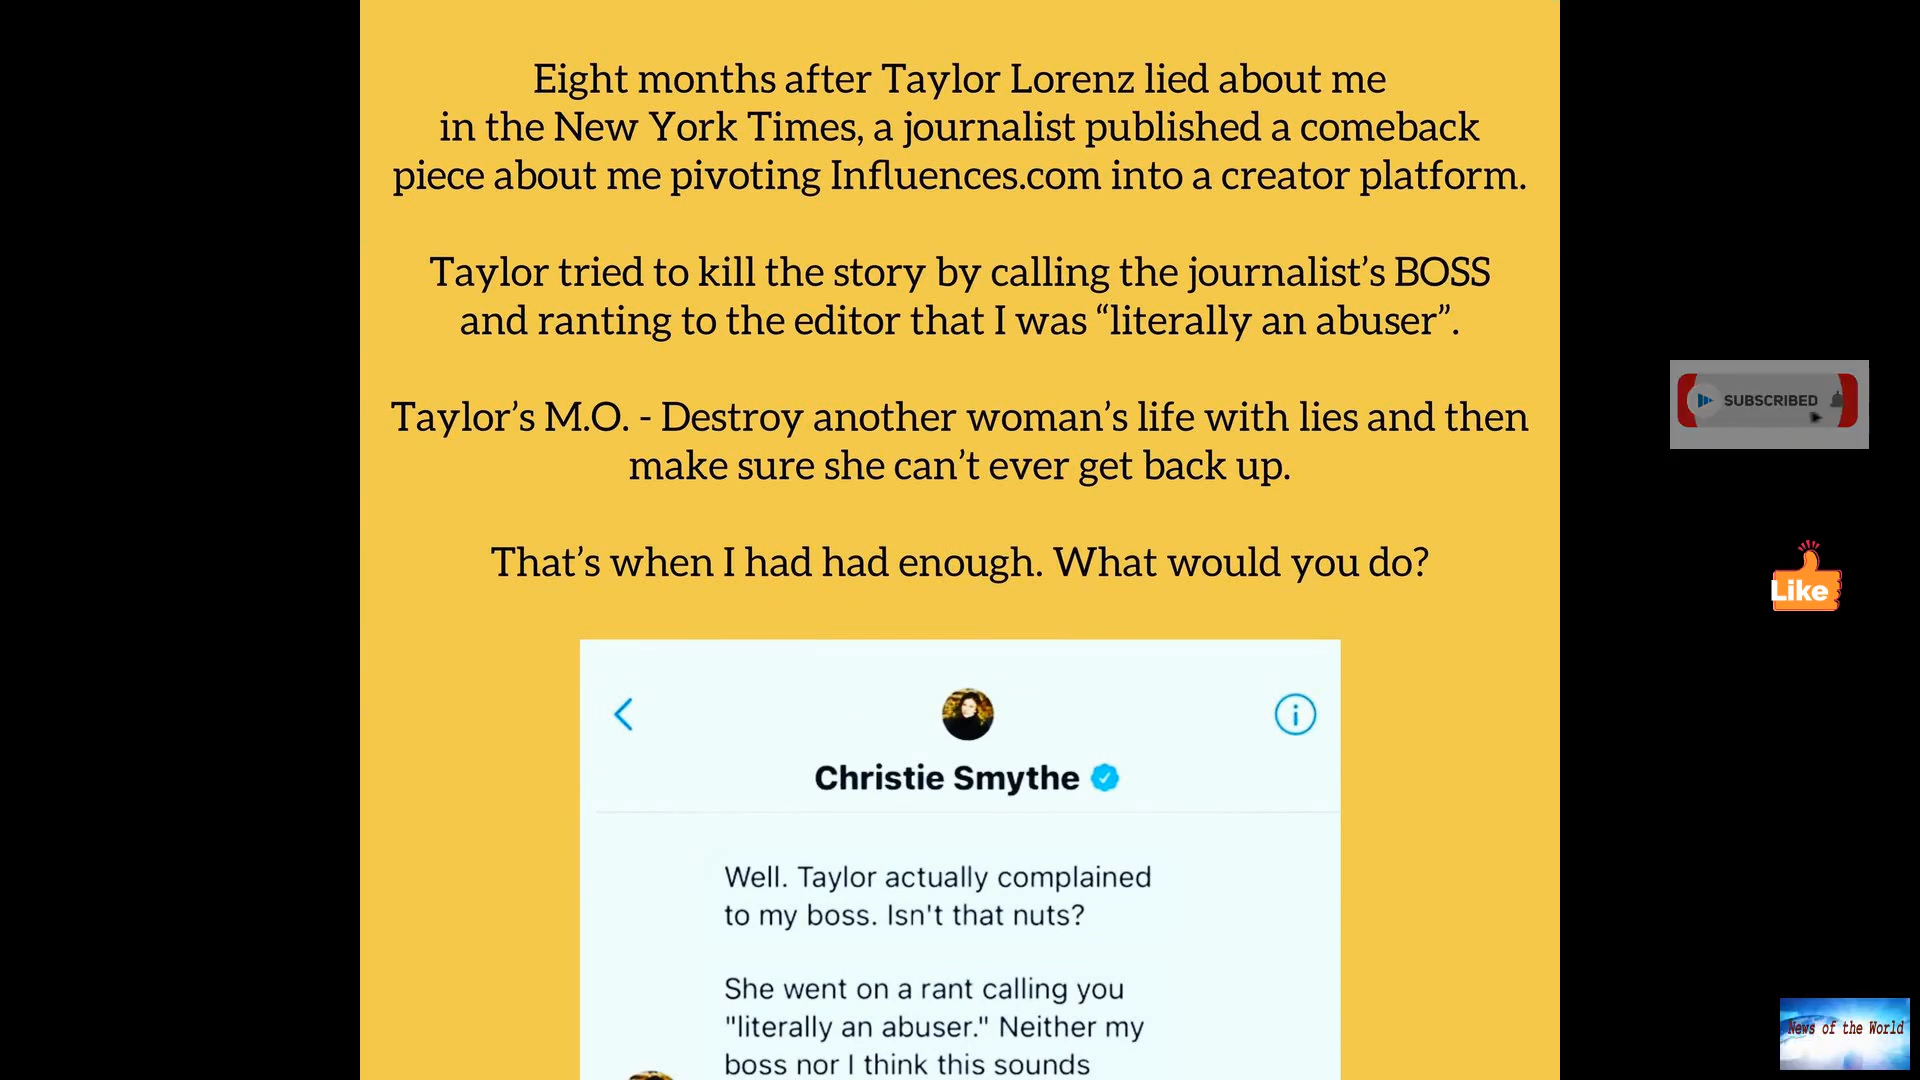 Eight months after Taylor Lorenz lied about me
in the New York Times, a journalist published a comeback
piece about me pivoting Influences.com into a creator platform.
Taylor tried to kill the story by calling the journalist’s BOSS
and ranting to the editor that I was “literally an abuser”.
Taylor’s M.O. - Destroy another woman’s life with lies and then
make sure she can’t ever get back up.
That’s when I had had enough. What would you do?
SUBSCRIBED
Like
Christie Smythe
Well. Taylor actually complained
to my boss. Isn't that nuts?
She went on a rant calling you
"literally an abuser." Neither my
boss nor I think this sounds
News of the World